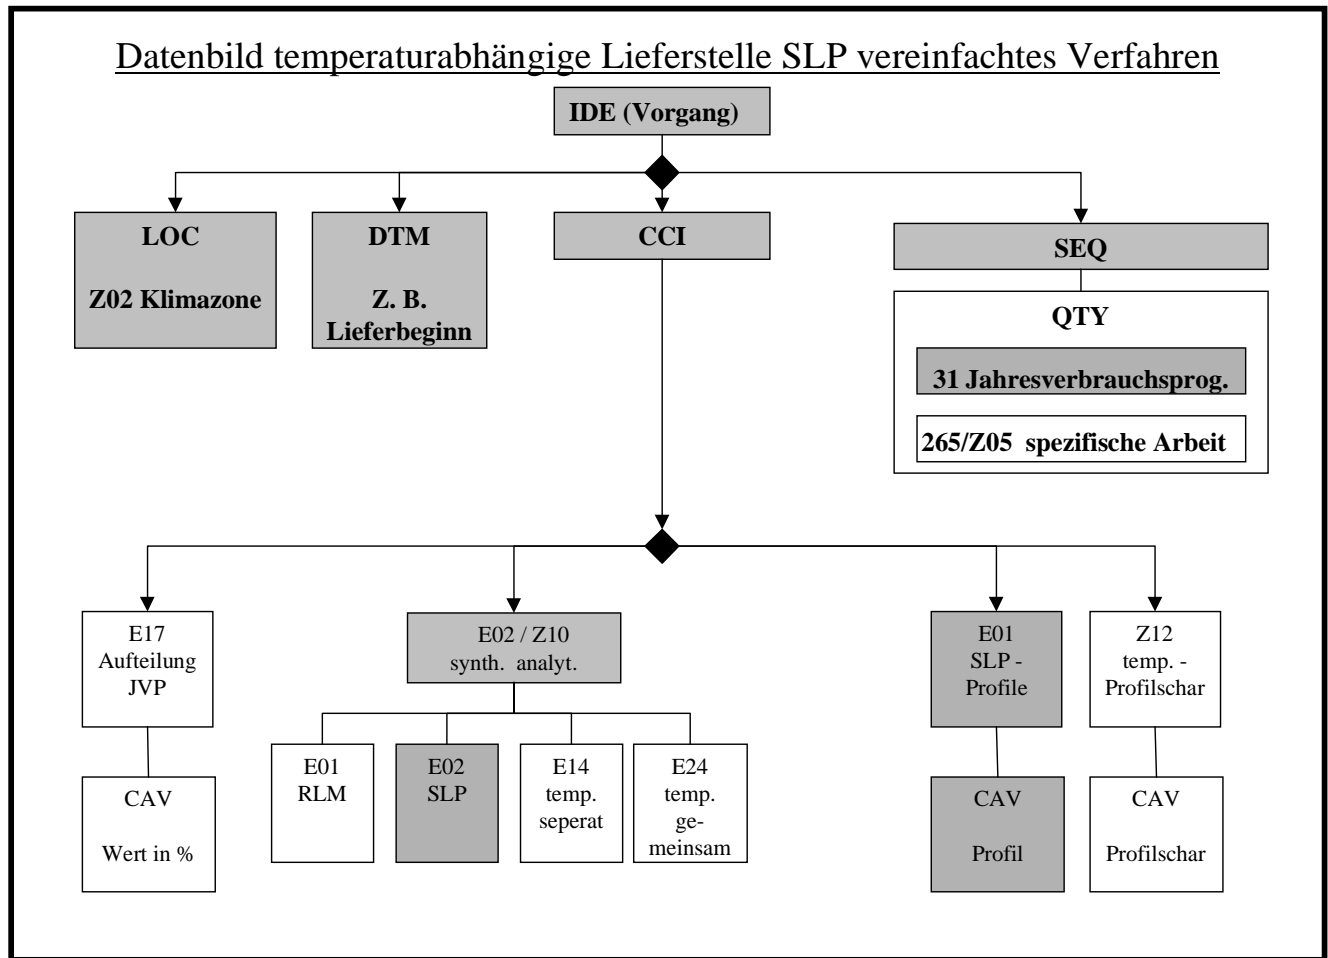 Datenbild temperaturabhängige Lieferstelle SLP vereinfachtes Verfahren
IDE (Vorgang)
LOC
Z02 Klimazone
DTM
Z. B.
Lieferbeginn
CCI
SEQ
QTY
31 Jahresverbrauchsprog.
265/Z05 spezifische Arbeit
E17
Aufteilung
JVP
CAV
Wert in %
E02 / Z10
synth. analyt.
E01
RLM
E02
SLP
E14
temp.
seperat
E24
temp.
ge-
meinsam
E01
SLP -
Profile
CAV
Profil
Z12
temp. -
Profilschar
CAV
Profilschar